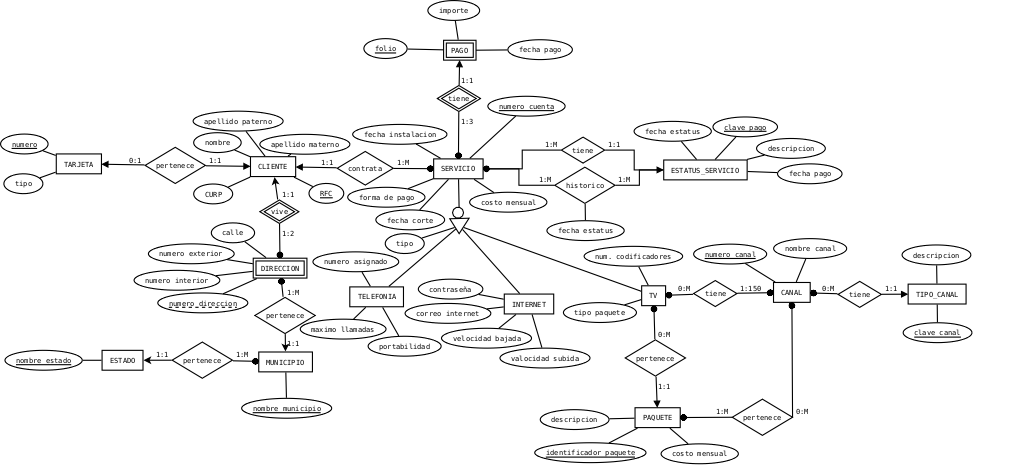 importe
folio
PAGO
fecha pago
1:1
tiene
1:3
numero cuenta
apellido paterno
numero
nombre
apellido materno
fecha instalacion
fecha estatus
clave pago
descripcion
TARJETA
0:1
pertenece
1:1
CLIENTE
1:1
contrata
1:M
SERVICIO
1:M
tiene
1:1
ESTATUS_SERVICIO
fecha pago
tipo
CURP
RFC
forma de pago
costo mensual
1:M
historico
1:M
1:1
vive
fecha corte
fecha estatus
calle
1:2
tipo
numero exterior
DIRECCION
numero asignado
num. codificadores
numero canal
nombre canal
descripcion
numero interior
numero direccion
1:M
TELEFONIA
contraseña
INTERNET
TV
0:M
tiene
1:150
CANAL
0:M
tiene
1:1
TIPO_CANAL
pertenece
maximo llamadas
correo internet
tipo paquete
clave canal
1:1
portabilidad
velocidad bajada
velocidad subida
0:M
pertenece
nombre estado
ESTADO
1:1
pertenece
1:M
MUNICIPIO
1:1
nombre municipio
descripcion
PAQUETE
1:M
pertenece
0:M
identificador paquete
costo mensual